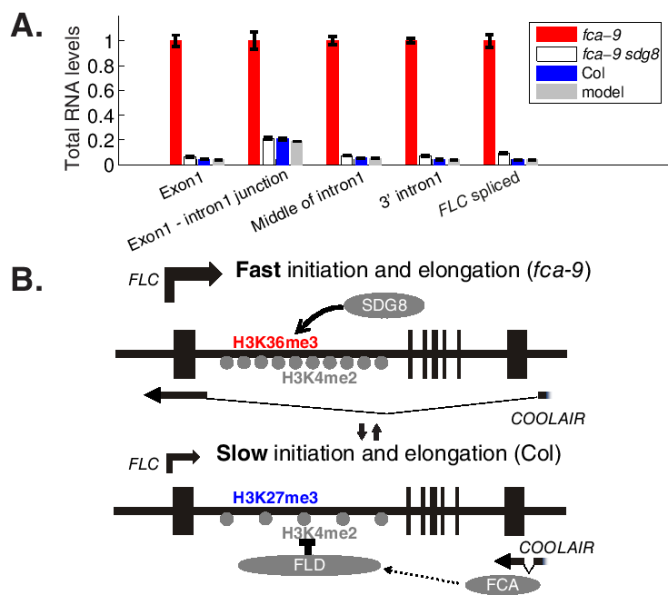 A.
Total RNA levels
1
0.8
0.6
0.4
0.2
0
fca-9
fca-9 sdg8
Col
model
Exon1
Exon1 - intron1 junction
Middle of intron1
3' intron1
FLC spliced
B.
FLC
Fast initiation and elongation (fca-9)
SDG8
H3K36me3
H3K4me2
COOLAIR
FLC
Slow initiation and elongation (Col)
H3K27me3
H3K4me2
FLD
COOLAIR
FCA